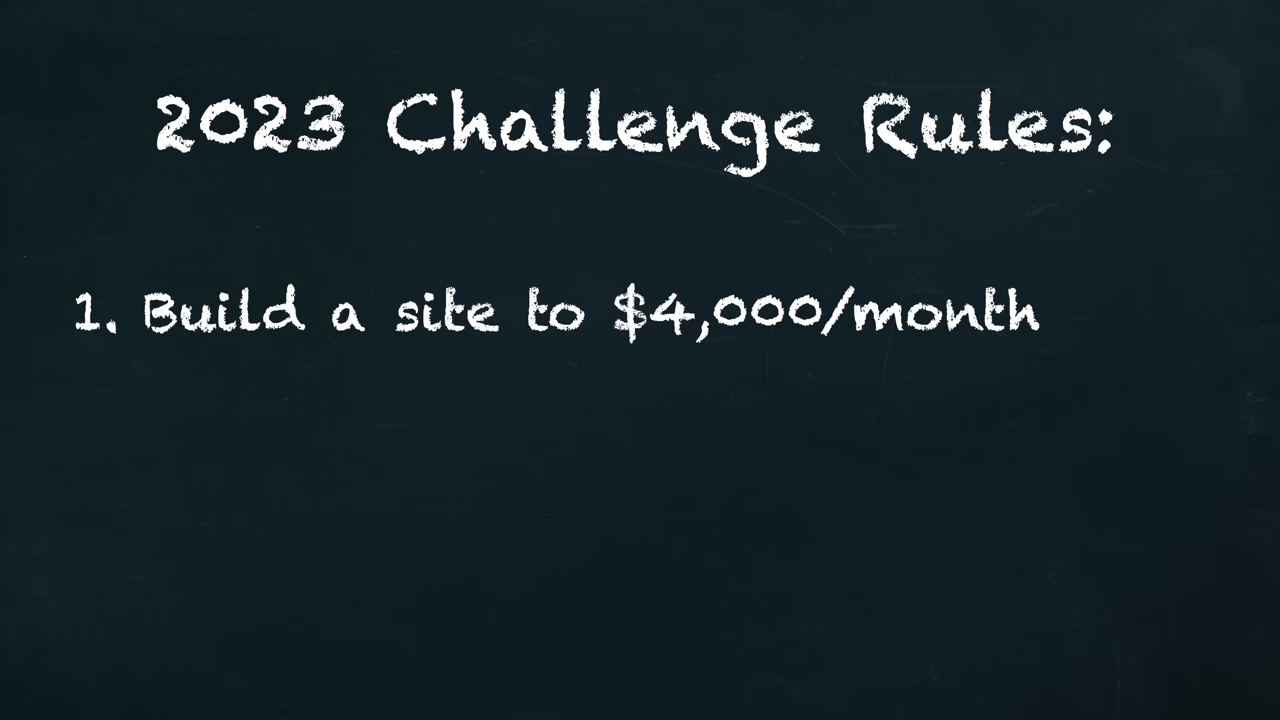 2023 Challenge Rules:
1. Build a site to $4,000/month